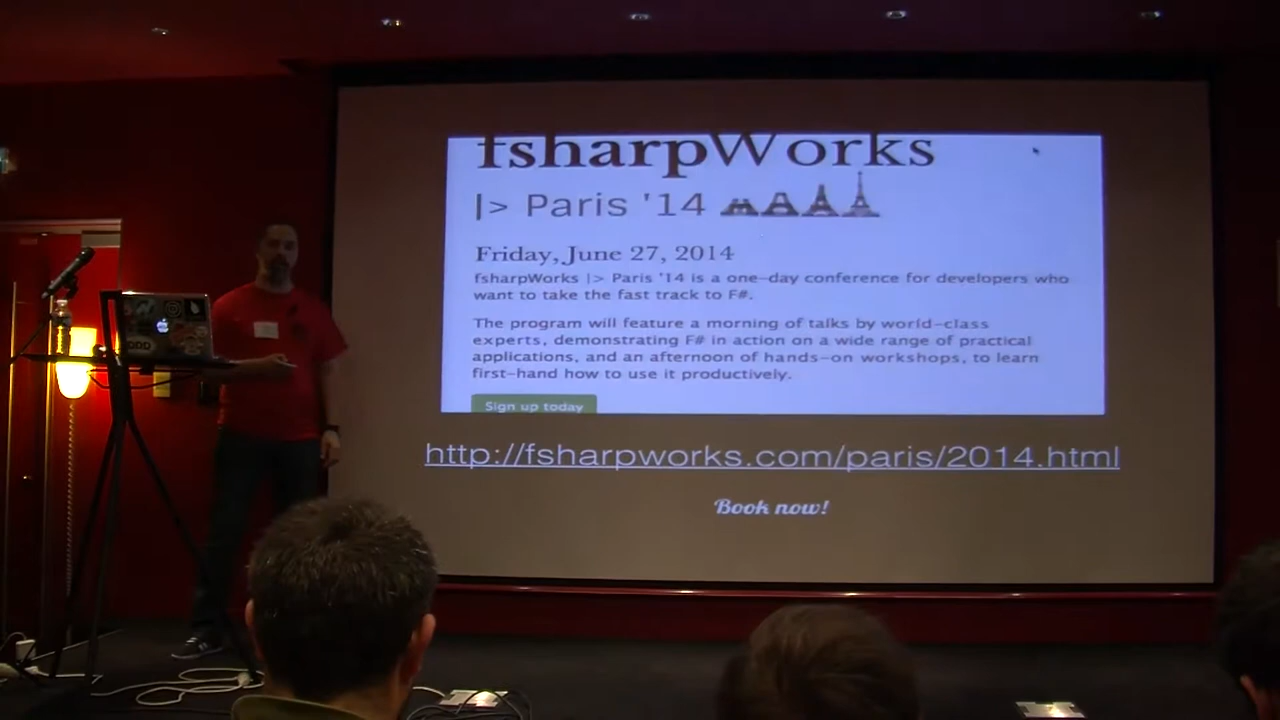 fsharpWorks
|> Paris '14
Friday, June 27, 2014
fsharpWorks |> Paris '14 is a one-day conference for developers who
want to take the fast track to F#.
The program will feature a morning of talks by world-class
experts, demonstrating F# in action on a wide range of practical
applications, and an afternoon of hands-on workshops, to learn
first-hand how to use it productively.
Sign up today
http://fsharpworks.com/paris/2014.html
Book now!